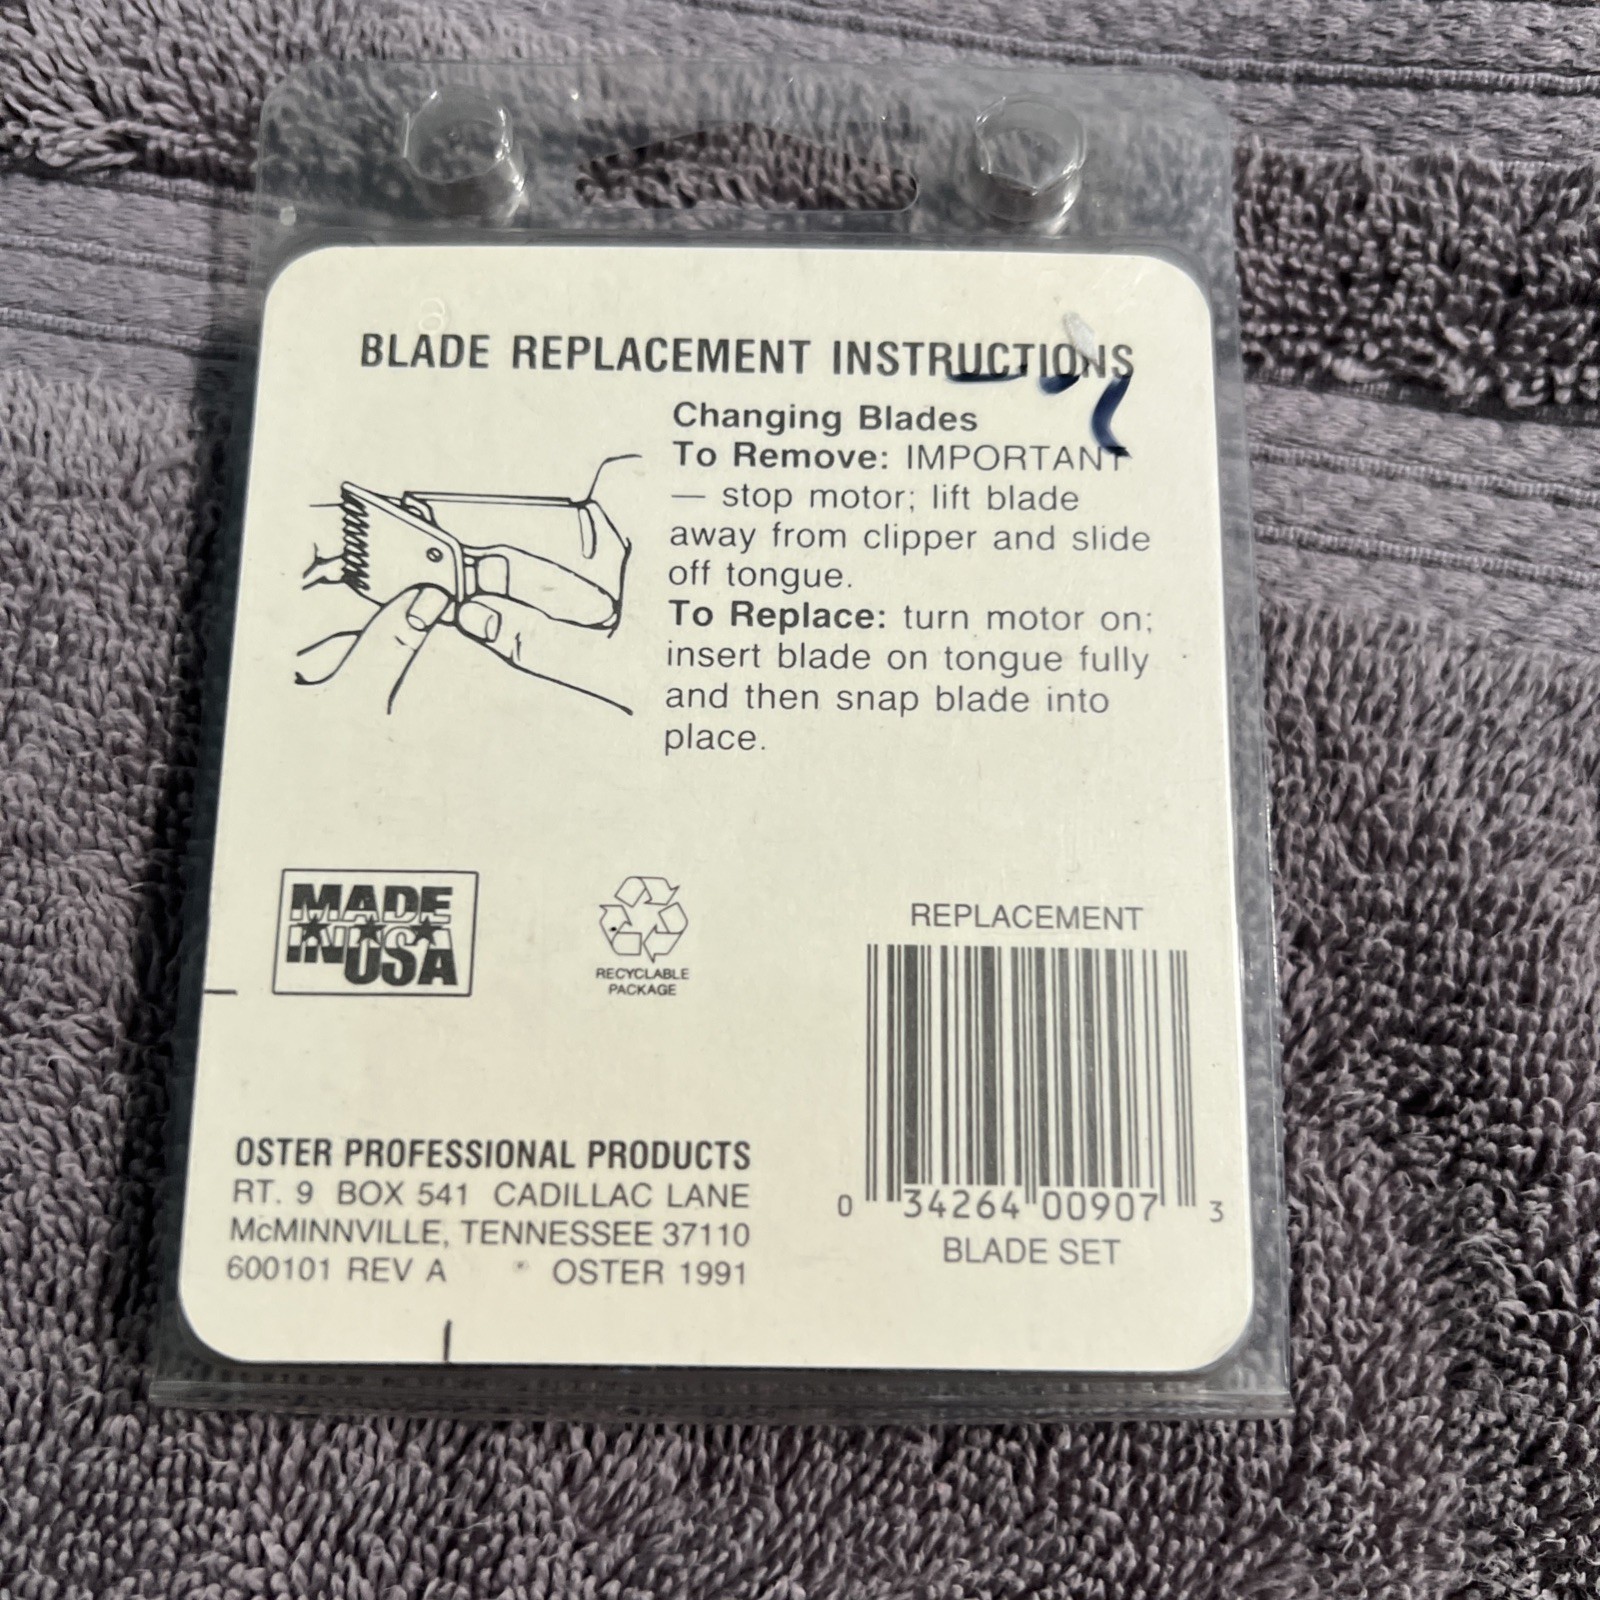 BLADE REPLACEMENT INSTRUCTIONS
Changing Blades
To Remove: IMPORTANT
— stop motor; lift blade
away from clipper and slide
off tongue.
To Replace: turn motor on;
insert blade on tongue fully
and then snap blade into
place.
MADE
IN USA
RECYCLABLE
PACKAGE
REPLACEMENT
0 34264 00907 3
BLADE SET
OSTER PROFESSIONAL PRODUCTS
RT. 9 BOX 541 CADILLAC LANE
McMINNVILLE, TENNESSEE 37110
600101 REV A OSTER 1991